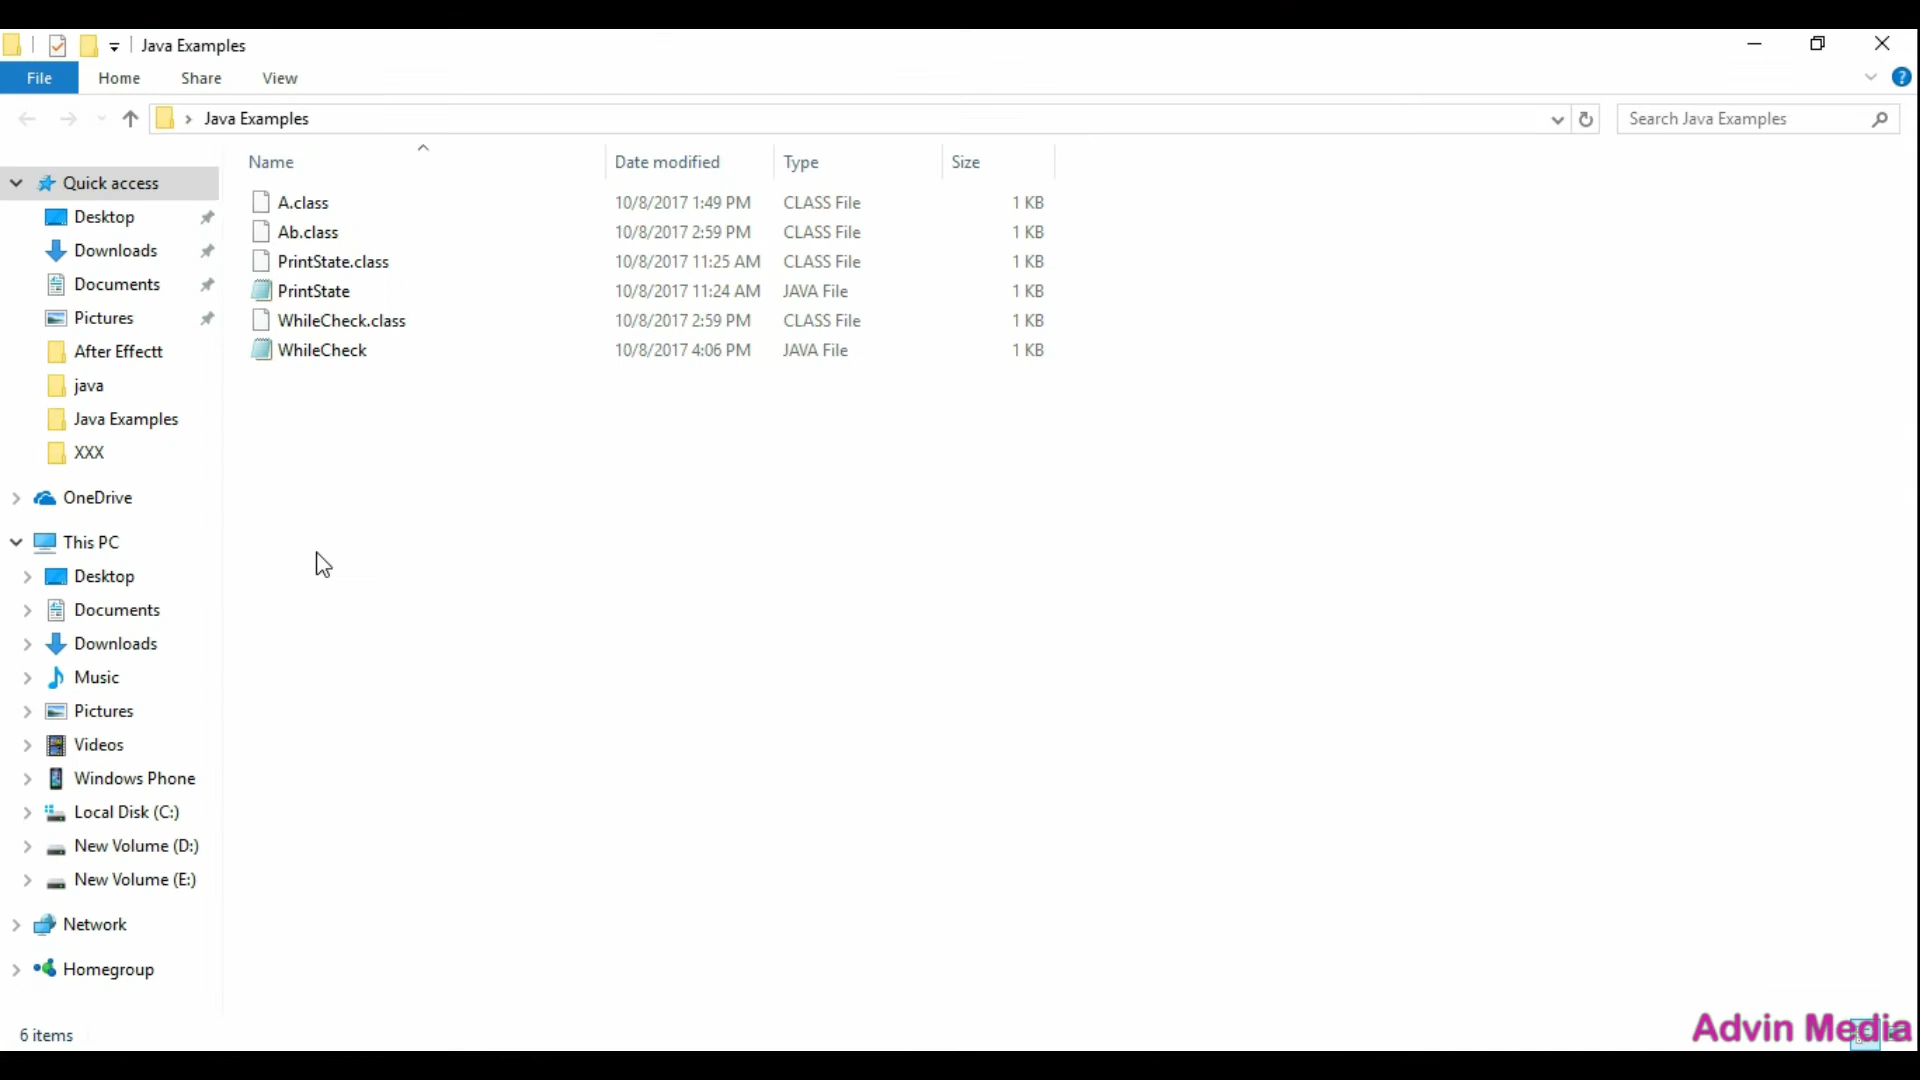 Java Examples
File Home Share View
Java Examples Search Java Examples
Name Date modified Type Size
Quick access
Desktop
Downloads
Documents
Pictures
After Effectt
java
Java Examples
XXX
OneDrive
This PC
Desktop
Documents
Downloads
Music
Pictures
Videos
Windows Phone
Local Disk (C:)
New Volume (D:)
New Volume (E:)
Network
Homegroup
A.class 10/8/2017 1:49 PM CLASS File 1 KB
Ab.class 10/8/2017 2:59 PM CLASS File 1 KB
PrintState.class 10/8/2017 11:25 AM CLASS File 1 KB
PrintState 10/8/2017 11:24 AM JAVA File 1 KB
WhileCheck.class 10/8/2017 2:59 PM CLASS File 1 KB
WhileCheck 10/8/2017 4:06 PM JAVA File 1 KB
6 items
Advin Media